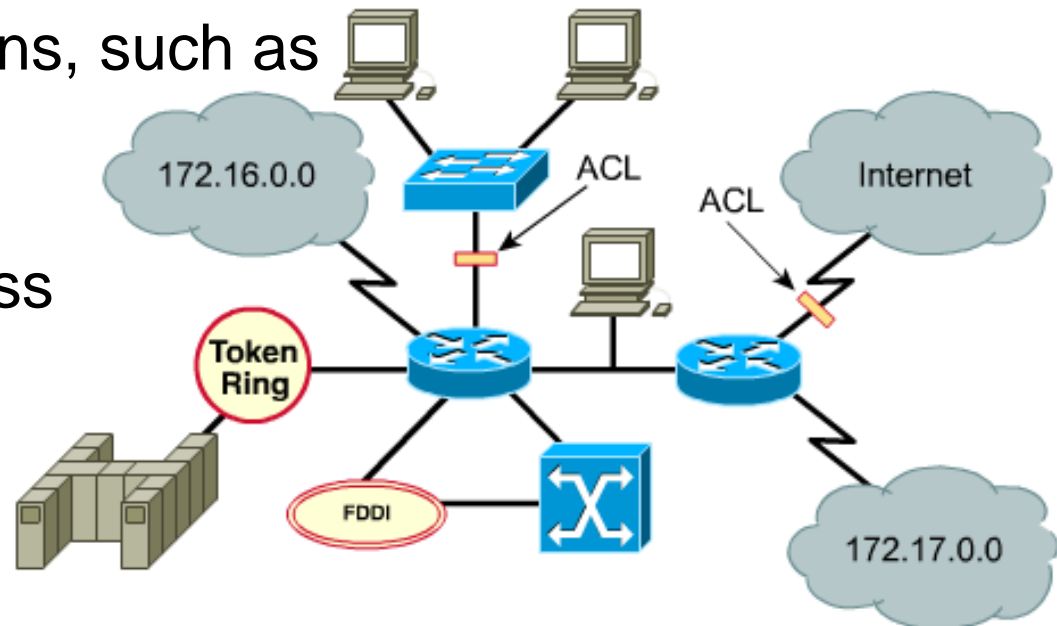 ns, such as
172.16.0.0
ACL
Internet
ACL
ss
Token
Ring
FDDI
172.17.0.0